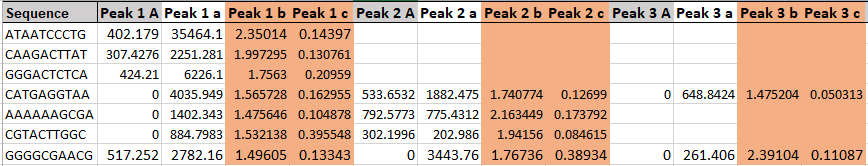 Sequence Peak 1 A Peak 1 a Peak 1 b Peak 1 c Peak 2 A Peak 2 a Peak 2 b Peak 2 c Peak 3 A Peak 3 a Peak 3 b Peak 3 c
ATAATCCCTG 402.179 35464.1 2.35014 0.14397
CAAGACTTAT 307.4276 2251.281 1.997295 0.130761
GGGACTCTCA 424.21 6226.1 1.7563 0.20959
CATGAGGTAA 0 4035.949 1.565728 0.162955 533.6532 1882.475 1.740774 0.12699 0 648.8424 1.475204 0.050313
AAAAAAGCGA 0 1402.343 1.475646 0.104878 792.5773 775.4312 2.163449 0.173792
CGTACTTGGC 0 884.7983 1.532138 0.395548 302.1996 202.986 1.94156 0.084615
GGGGCGAACG 517.252 2782.16 1.49605 0.13343 0 3443.76 1.76736 0.38934 0 261.406 2.39104 0.11087